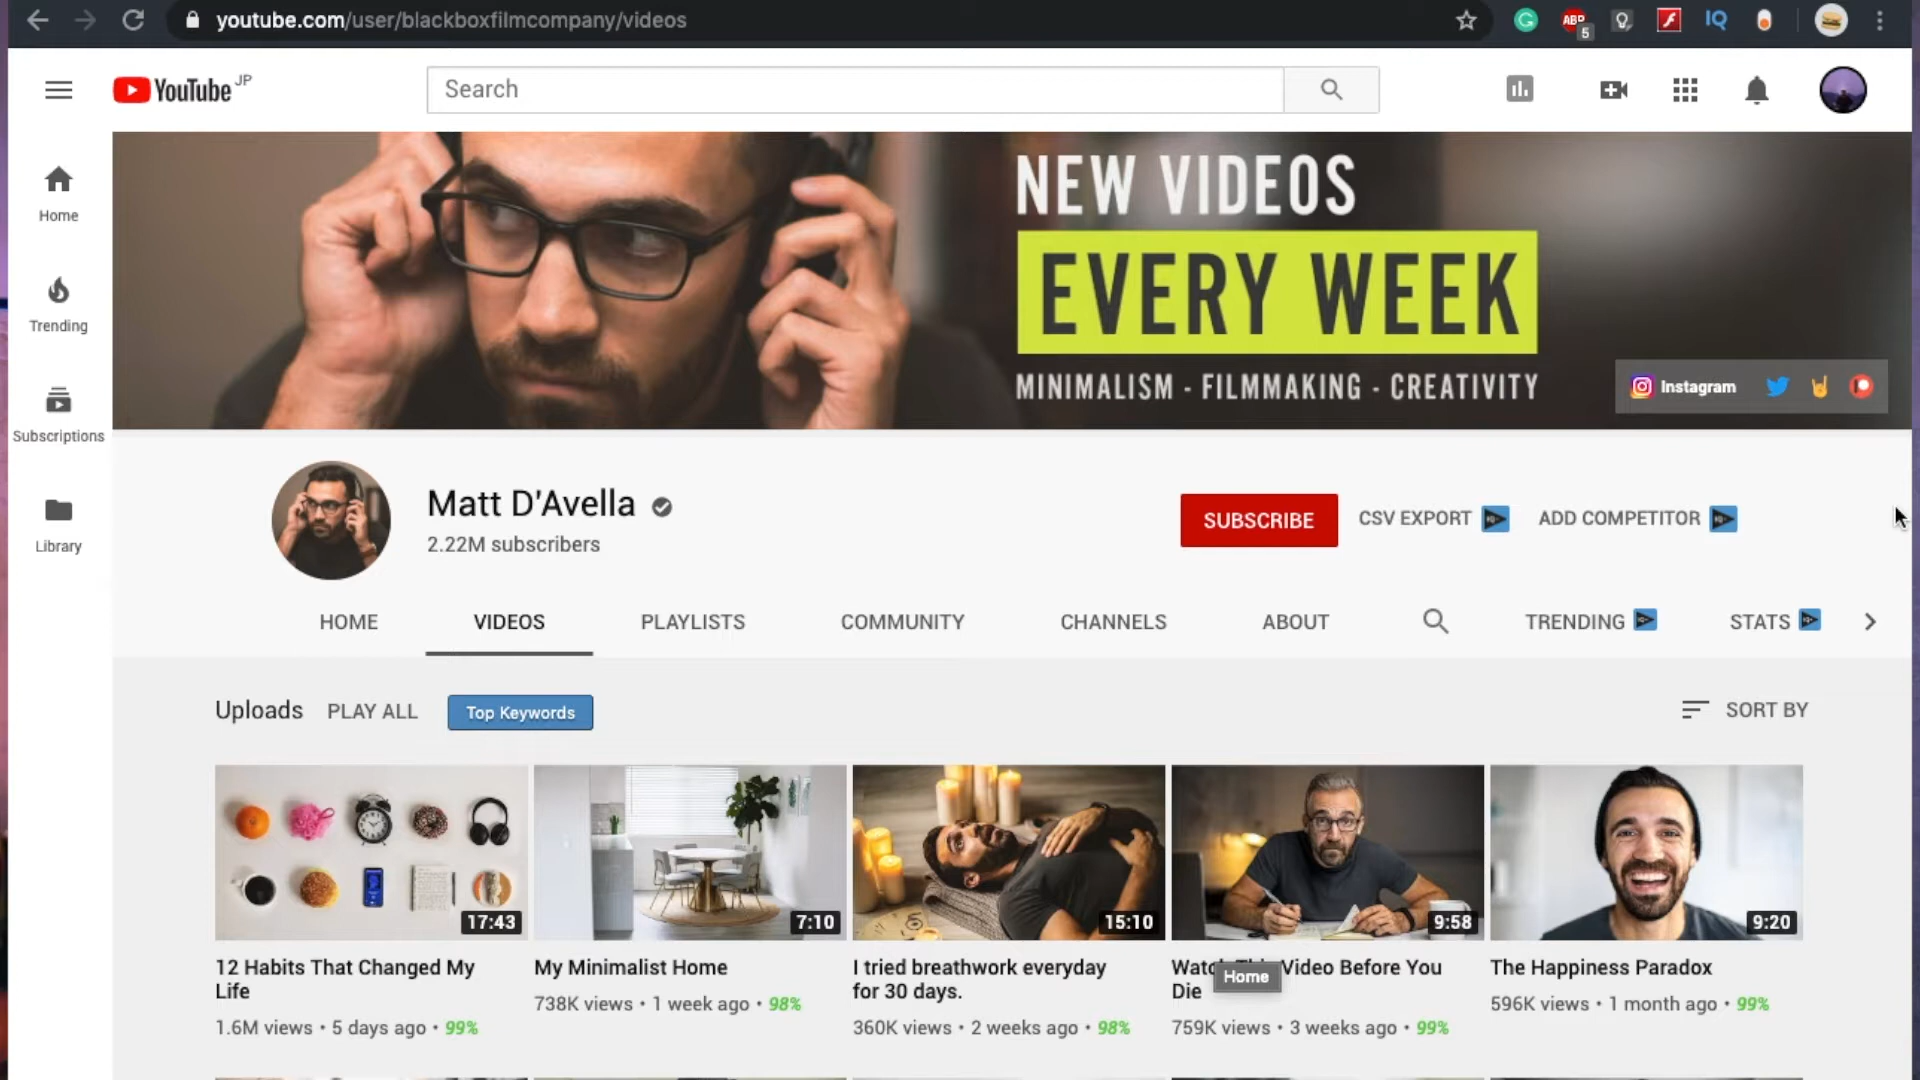 youtube.com/user/blackboxfilmcompany/videos
ABP
5
IQ
YouTube JP
Search
NEW VIDEOS
EVERY WEEK
MINIMALISM - FILMMAKING - CREATIVITY
Instagram
Home
Trending
Subscriptions
Library
Matt D'Avella
2.22M subscribers
SUBSCRIBE
CSV EXPORT
ADD COMPETITOR
HOME
VIDEOS
PLAYLISTS
COMMUNITY
CHANNELS
ABOUT
TRENDING
STATS
Uploads
PLAY ALL
Top Keywords
SORT BY
17:43
7:10
15:10
9:58
9:20
12 Habits That Changed My
Life
1.6M views • 5 days ago • 99%
My Minimalist Home
738K views • 1 week ago • 98%
I tried breathwork everyday
for 30 days.
360K views • 2 weeks ago • 98%
Video Before You
Die
Home
759K views • 3 weeks ago • 99%
The Happiness Paradox
596K views • 1 month ago • 99%